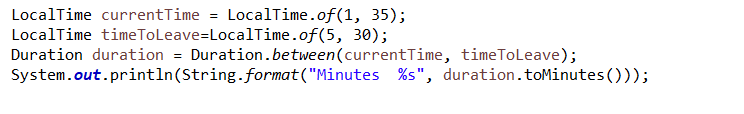 LocalTime currentTime = LocalTime.of(1, 35);
LocalTime timeToLeave=LocalTime.of(5, 30);
Duration duration = Duration.between(currentTime, timeToLeave);
System.out.println(String.format("Minutes  %s", duration.toMinutes()));